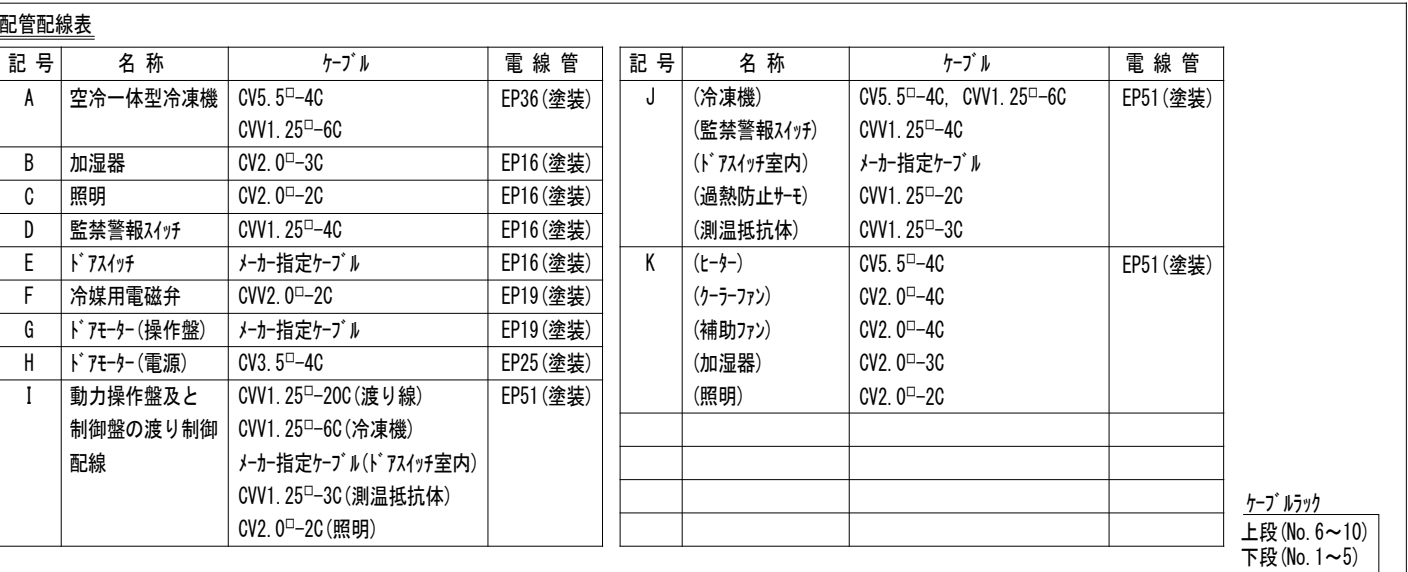 配管配線表
記号 名称 ｹｰﾌﾞﾙ 電線管
A 空冷一体型冷凍機 CV5.5□-4C EP36(塗装)
CVV1.25□-6C
B 加湿器 CV2.0□-3C EP16(塗装)
C 照明 CV2.0□-2C EP16(塗装)
D 監禁警報ｽｲｯﾁ CVV1.25□-4C EP16(塗装)
E ﾄﾞｱｽｲｯﾁ ﾒｰｶｰ指定ｹｰﾌﾞﾙ EP16(塗装)
F 冷媒用電磁弁 CVV2.0□-2C EP19(塗装)
G ﾄﾞｱﾓｰﾀｰ(操作盤) ﾒｰｶｰ指定ｹｰﾌﾞﾙ EP19(塗装)
H ﾄﾞｱﾓｰﾀｰ(電源) CV3.5□-4C EP25(塗装)
I 動力操作盤及と CVV1.25□-20C(渡り線) EP51(塗装)
制御盤の渡り制御 CVV1.25□-6C(冷凍機)
配線 ﾒｰｶｰ指定ｹｰﾌﾞﾙ(ﾄﾞｱｽｲｯﾁ室内)
CVV1.25□-3C(測温抵抗体)
CV2.0□-2C(照明)
記号 名称 ｹｰﾌﾞﾙ 電線管
J (冷凍機) CV5.5□-4C, CVV1.25□-6C EP51(塗装)
(監禁警報ｽｲｯﾁ) CVV1.25□-4C
(ﾄﾞｱｽｲｯﾁ室内) ﾒｰｶｰ指定ｹｰﾌﾞﾙ
(過熱防止ｻｰﾓ) CVV1.25□-2C
(測温抵抗体) CVV1.25□-3C
K (ﾋｰﾀｰ) CV5.5□-4C EP51(塗装)
(ｸｰﾗｰﾌｧﾝ) CV2.0□-4C
(補助ﾌｧﾝ) CV2.0□-4C
(加湿器) CV2.0□-3C
(照明) CV2.0□-2C
ｹｰﾌﾞﾙﾗｯｸ
上段(No.6～10)
下段(No.1～5)